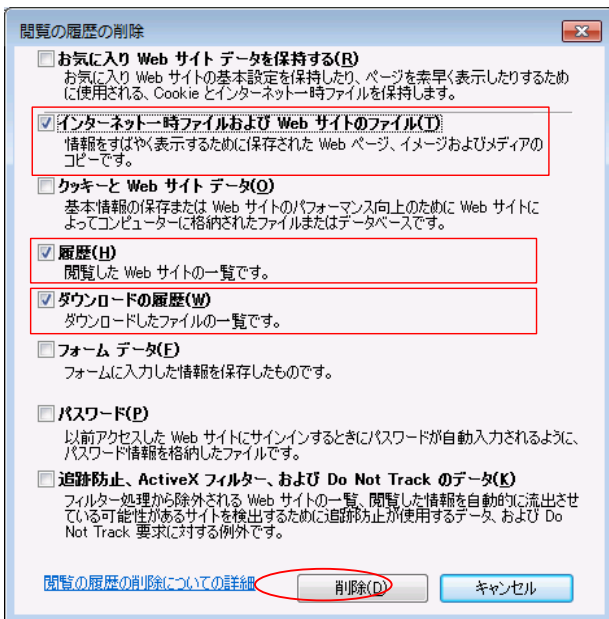 閲覧の履歴の削除
お気に入り Web サイト データを保持する(R)
お気に入り Web サイトの基本設定を保持したり、ページを素早く表示したりするため
に使用される、Cookie とインターネット一時ファイルを保持します。
インターネット一時ファイルおよび Web サイトのファイル(T)
情報をすばやく表示するために保存された Web ページ、イメージおよびメディアの
コピーです。
クッキーと Web サイト データ(O)
基本情報の保存または Web サイトのパフォーマンス向上のために Web サイトに
よってコンピューターに格納されたファイルまたはデータベースです。
履歴(H)
閲覧した Web サイトの一覧です。
ダウンロードの履歴(W)
ダウンロードしたファイルの一覧です。
フォーム データ(F)
フォームに入力した情報を保存したものです。
パスワード(P)
以前アクセスした Web サイトにサインインするときにパスワードが自動入力されるように、
パスワード情報を格納したファイルです。
追跡防止、ActiveX フィルター、および Do Not Track のデータ(K)
フィルター処理から除外される Web サイトの一覧、閲覧した情報を自動的に流出させ
ている可能性があるサイトを検出するために追跡防止が使用するデータ、および Do
Not Track 要求に対する例外です。
閲覧の履歴の削除についての詳細
削除(D)
キャンセル